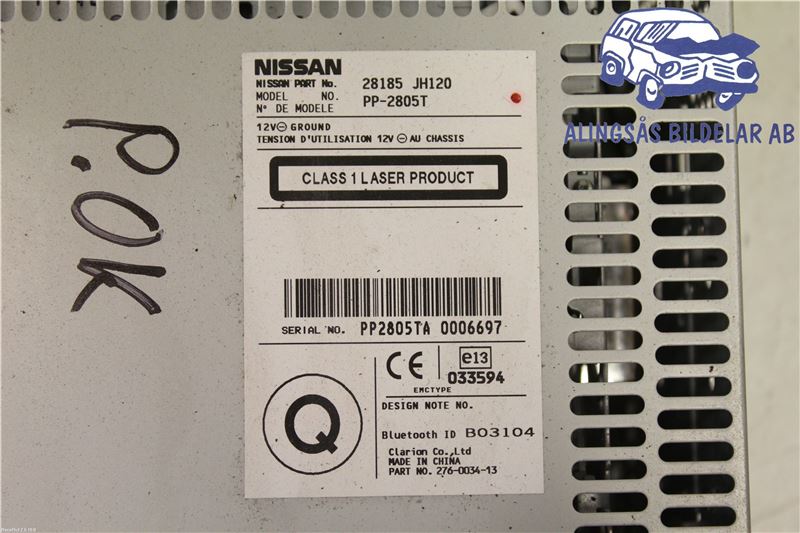 P.OK
NISSAN
NISSAN PART No. 28185 JH120
MODEL NO. PP-2805T
N° DE MODELE
12V⊖ GROUND
TENSION D'UTILISATION 12V ⊖ AU CHASSIS
CLASS 1 LASER PRODUCT
SERIAL NO. PP2805TA 0006697
CE e13
033594
EMCTYPE
DESIGN NOTE NO.
Q
Bluetooth ID B03104
Clarion Co.,Ltd
MADE IN CHINA
PART NO. 276-0034-13
ALINGSÅS BILDELAR AB